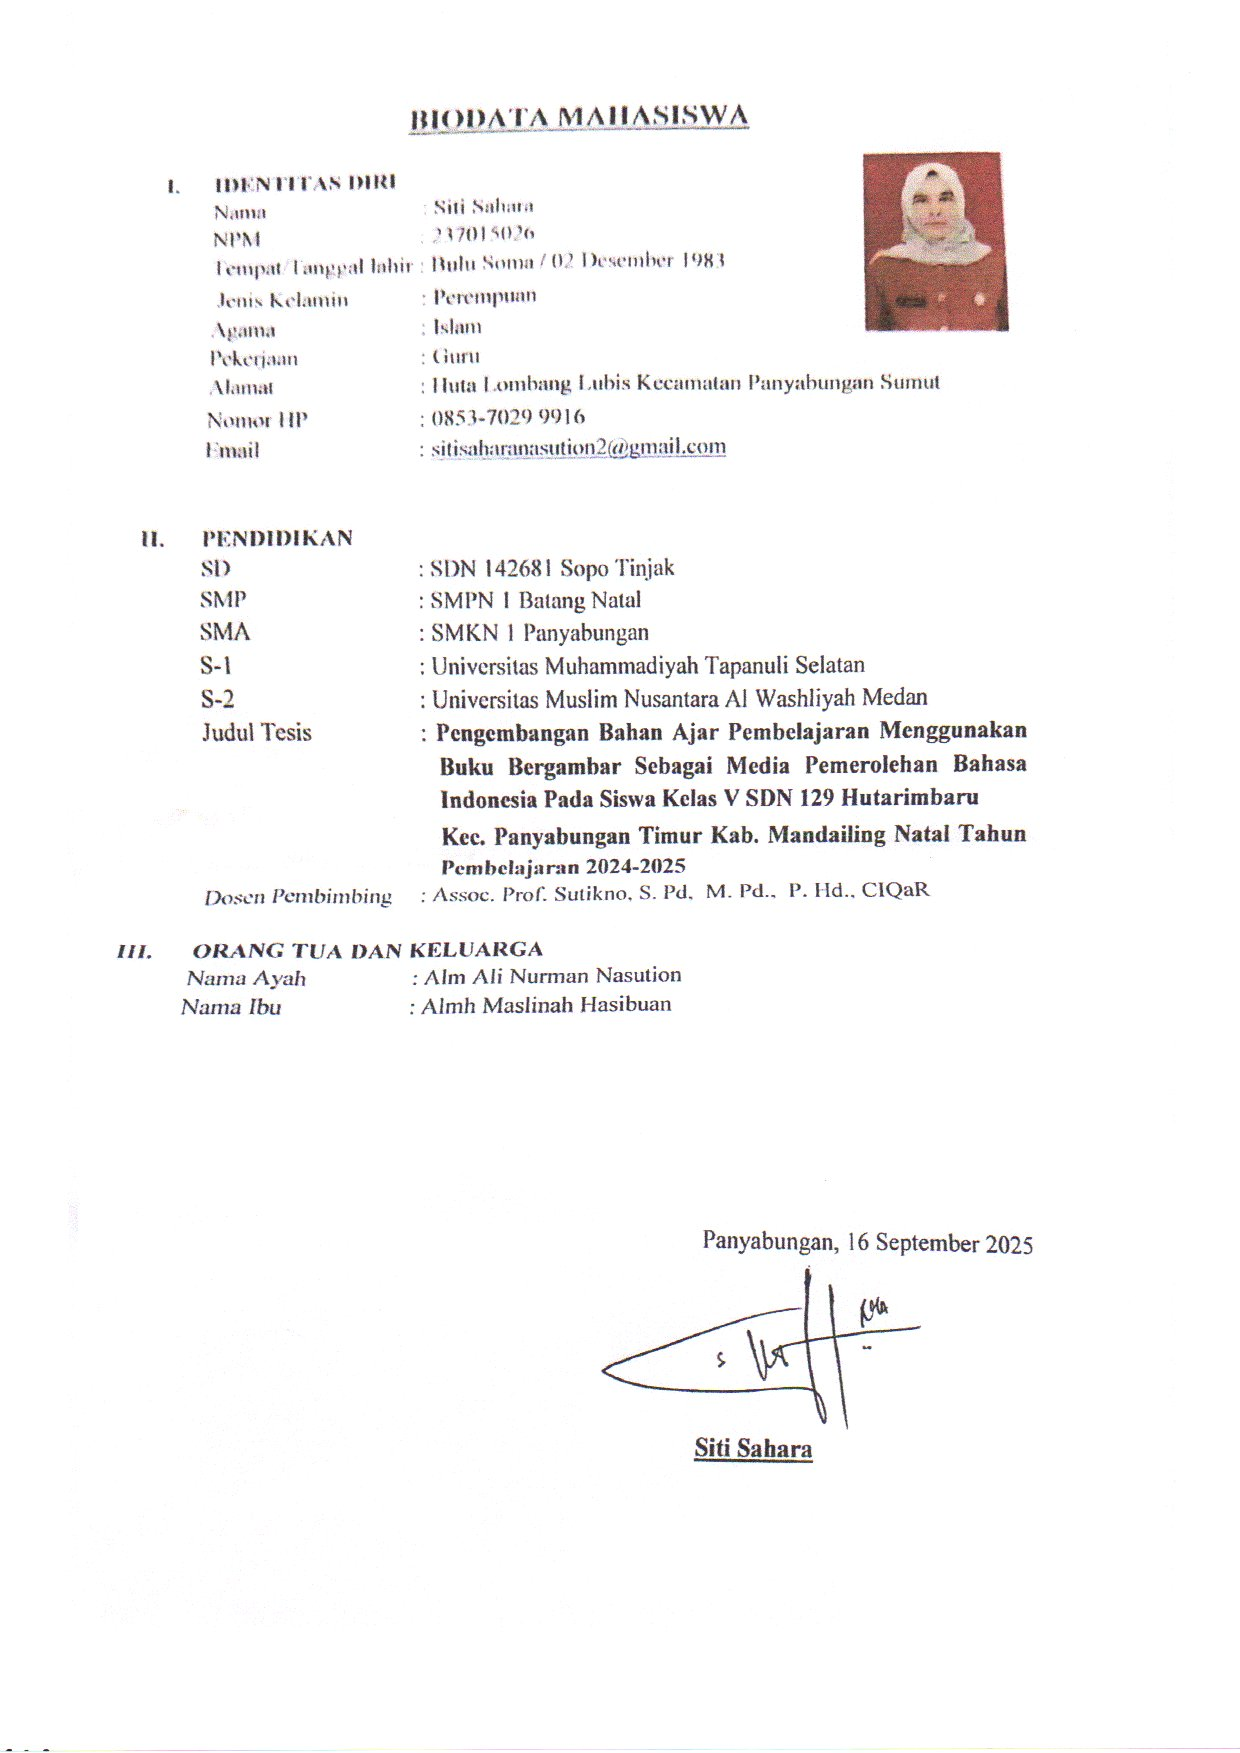 BIODATA MAHASISWA
I. IDENTITAS DIRI
Nama : Siti Sahara
NPM : 237015026
Tempat/Tanggal lahir : Bulu Soma / 02 Desember 1983
Jenis Kelamin : Perempuan
Agama : Islam
Pekerjaan : Guru
Alamat : Huta Lombang Lubis Kecamatan Panyabungan Sumut
Nomor HP : 0853-7029 9916
Email : sitisaharanasution2@gmail.com
II. PENDIDIKAN
SD : SDN 142681 Sopo Tinjak
SMP : SMPN 1 Batang Natal
SMA : SMKN 1 Panyabungan
S-1 : Universitas Muhammadiyah Tapanuli Selatan
S-2 : Universitas Muslim Nusantara Al Washliyah Medan
Judul Tesis : Pengembangan Bahan Ajar Pembelajaran Menggunakan
Buku Bergambar Sebagai Media Pemerolehan Bahasa
Indonesia Pada Siswa Kelas V SDN 129 Hutarimbaru
Kec. Panyabungan Timur Kab. Mandailing Natal Tahun
Pembelajaran 2024-2025
Dosen Pembimbing : Assoc. Prof. Sutikno, S. Pd, M. Pd., P. Hd., CIQaR
III. ORANG TUA DAN KELUARGA
Nama Ayah : Alm Ali Nurman Nasution
Nama Ibu : Almh Maslinah Hasibuan
Panyabungan, 16 September 2025
Siti Sahara